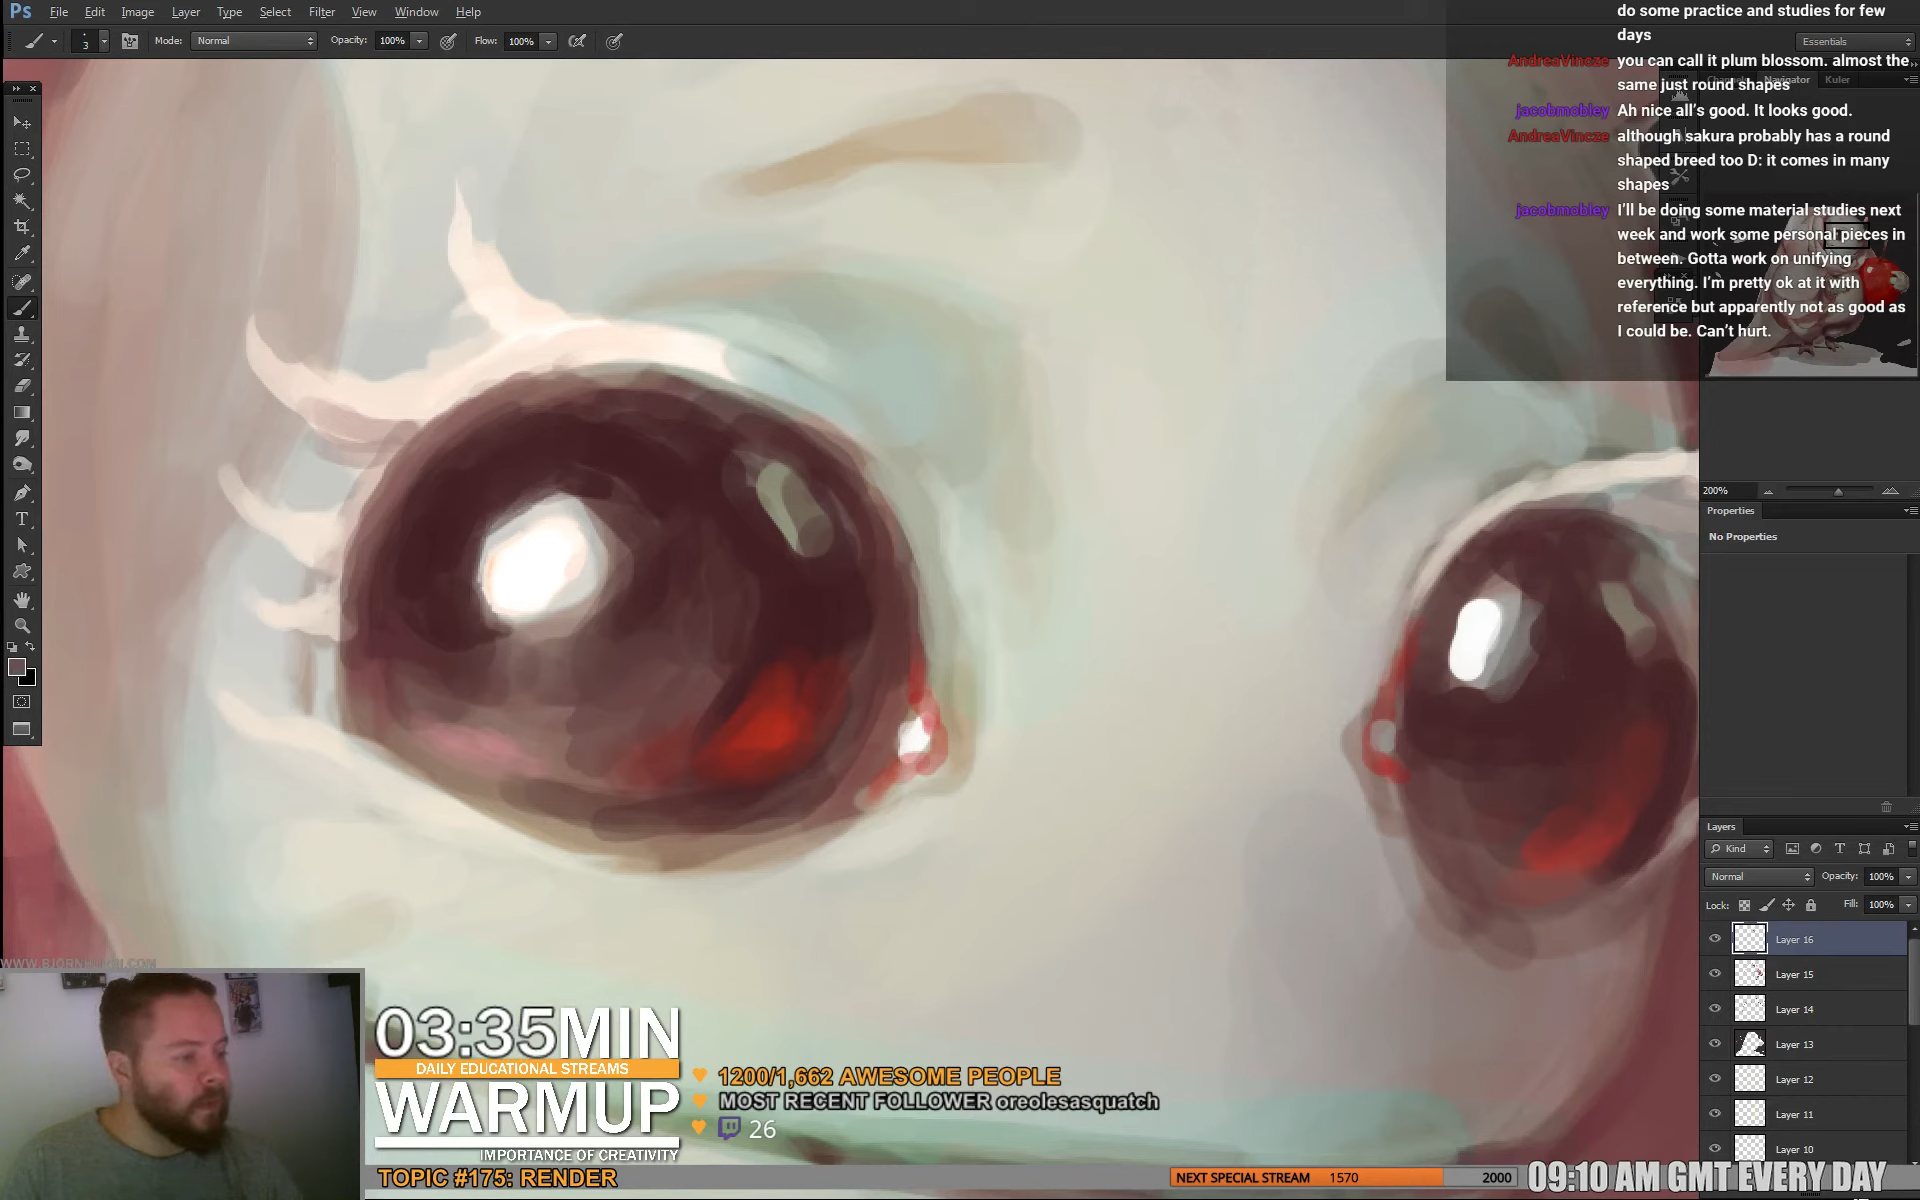 Ps File Edit Image Layer Type Select Filter View Window Help
3 Mode: Normal Opacity: 100% Flow: 100%
Essentials
do some practice and studies for few
days
AndreaVincze you can call it plum blossom. almost the
same just round shapes
Navigator Kuler
jacobmobley Ah nice all's good. It looks good.
AndreaVincze although sakura probably has a round
shaped breed too D: it comes in many
shapes
jacobmobley I'll be doing some material studies next
week and work some personal pieces in
between. Gotta work on unifying
everything. I'm pretty ok at it with
reference but apparently not as good as
I could be. Can't hurt.
200%
Properties
No Properties
Layers
Kind
Normal Opacity: 100%
Lock: Fill: 100%
Layer 16
Layer 15
Layer 14
Layer 13
Layer 12
Layer 11
Layer 10
03:35MIN
DAILY EDUCATIONAL STREAMS
WARMUP
IMPORTANCE OF CREATIVITY
TOPIC #175: RENDER
1200/1,662 AWESOME PEOPLE
MOST RECENT FOLLOWER oreolesasquatch
26
NEXT SPECIAL STREAM 1570 2000
09:10 AM GMT EVERY DAY